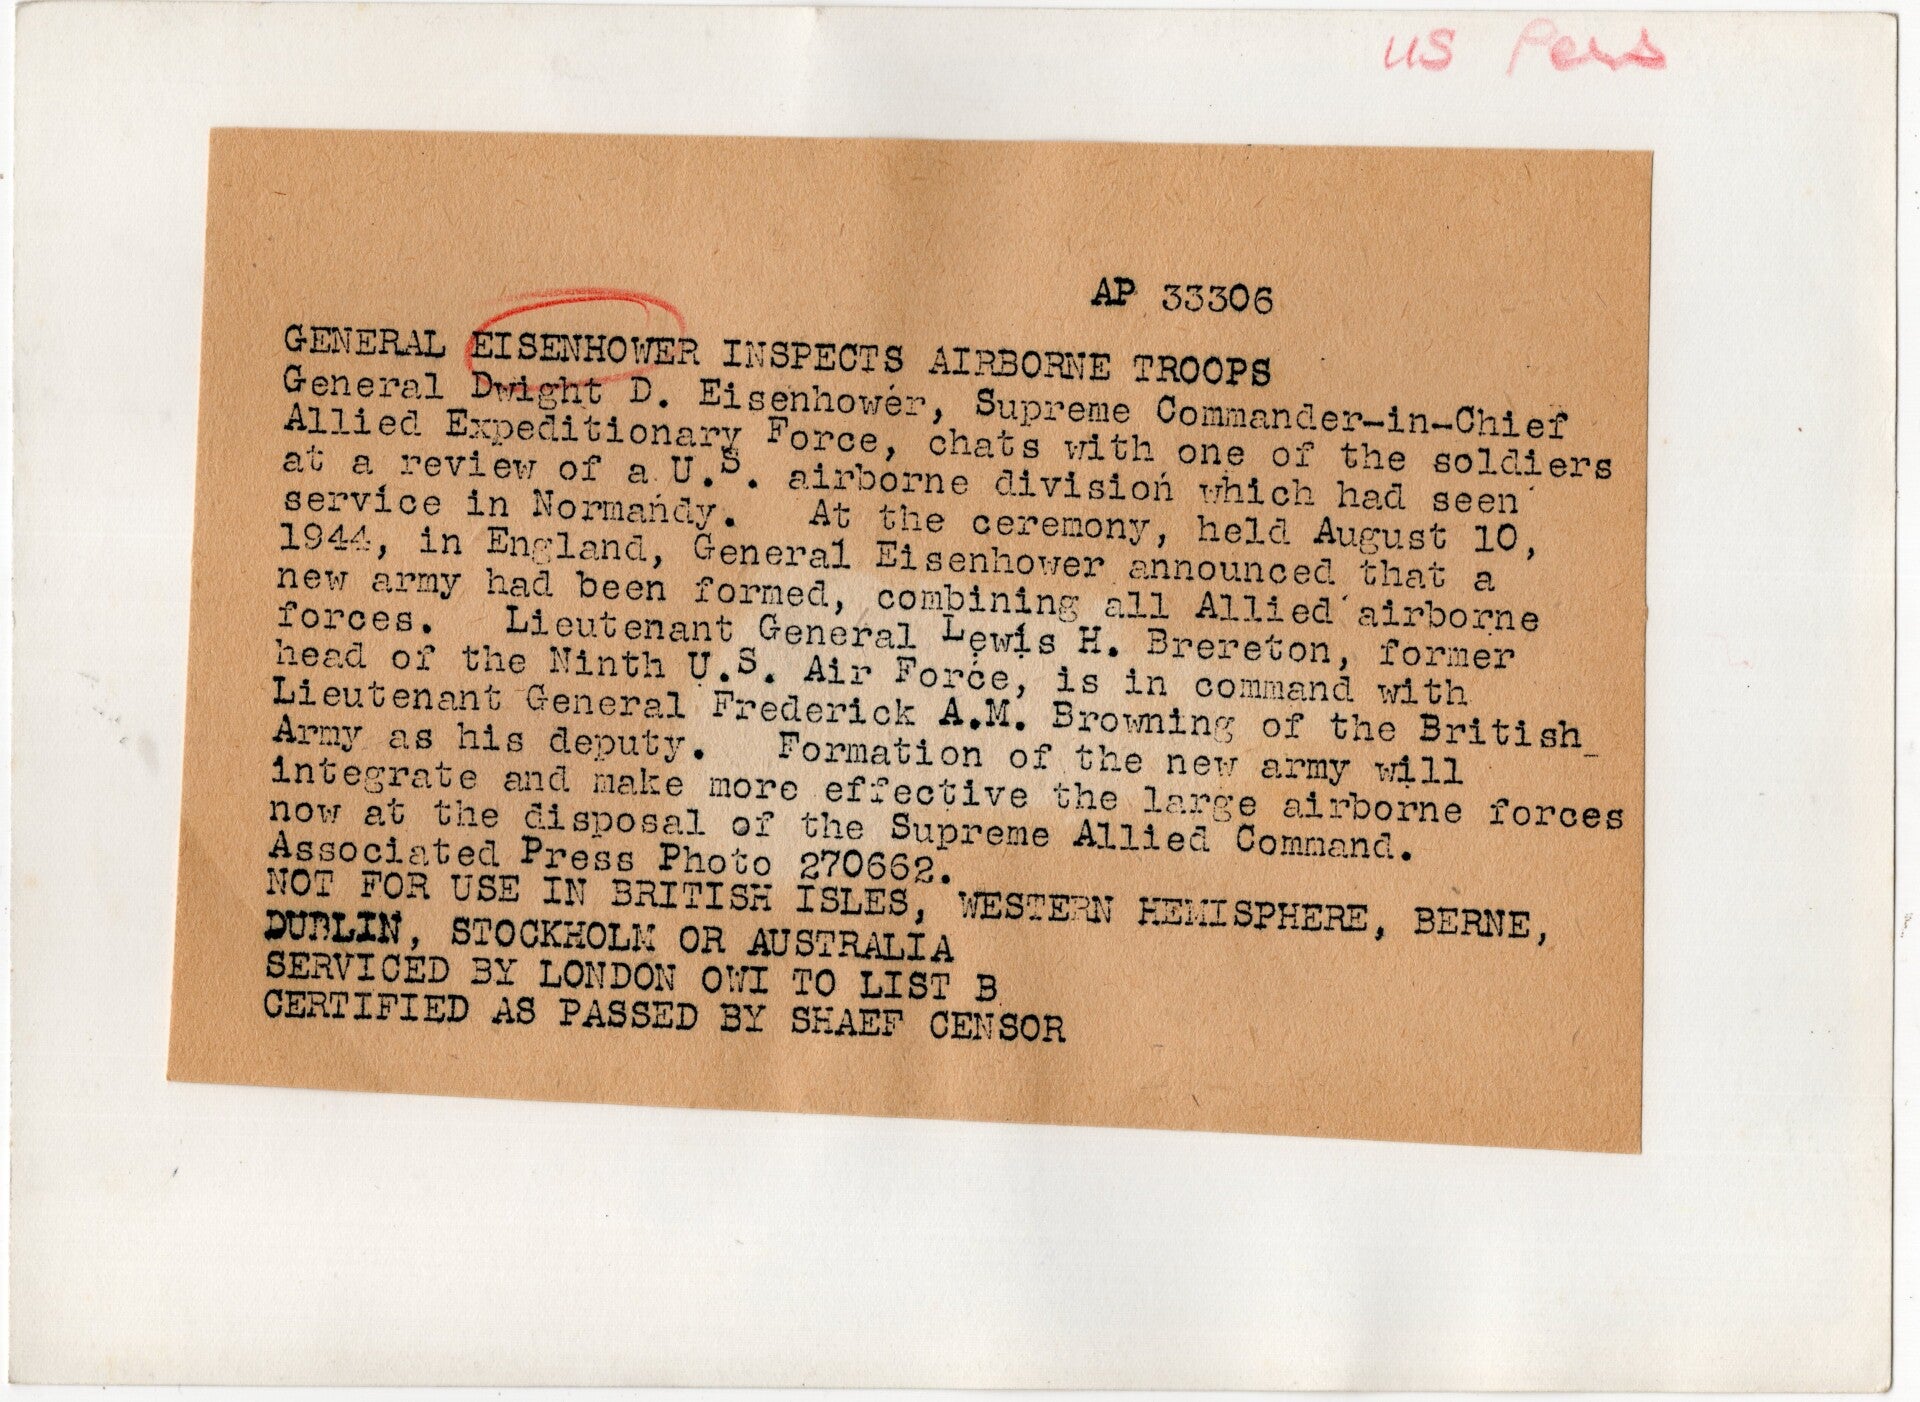 US Pers
AP 33306
GENERAL EISENHOWER INSPECTS AIRBORNE TROOPS
General Dwight D. Eisenhower, Supreme Commander-in-Chief
Allied Expeditionary Force, chats with one of the soldiers
at a review of a U.S. airborne division which had seen
service in Normandy. At the ceremony, held August 10,
1944, in England, General Eisenhower announced that a
new army had been formed, combining all Allied airborne
forces. Lieutenant General Lewis H. Brereton, former
head of the Ninth U.S. Air Force, is in command with
Lieutenant General Frederick A.M. Browning of the British
Army as his deputy. Formation of the new army will
integrate and make more effective the large airborne forces
now at the disposal of the Supreme Allied Command.
Associated Press Photo 270662.
NOT FOR USE IN BRITISH ISLES, WESTERN HEMISPHERE, BERNE,
DUBLIN, STOCKHOLM OR AUSTRALIA
SERVICED BY LONDON OWI TO LIST B
CERTIFIED AS PASSED BY SHAEF CENSOR